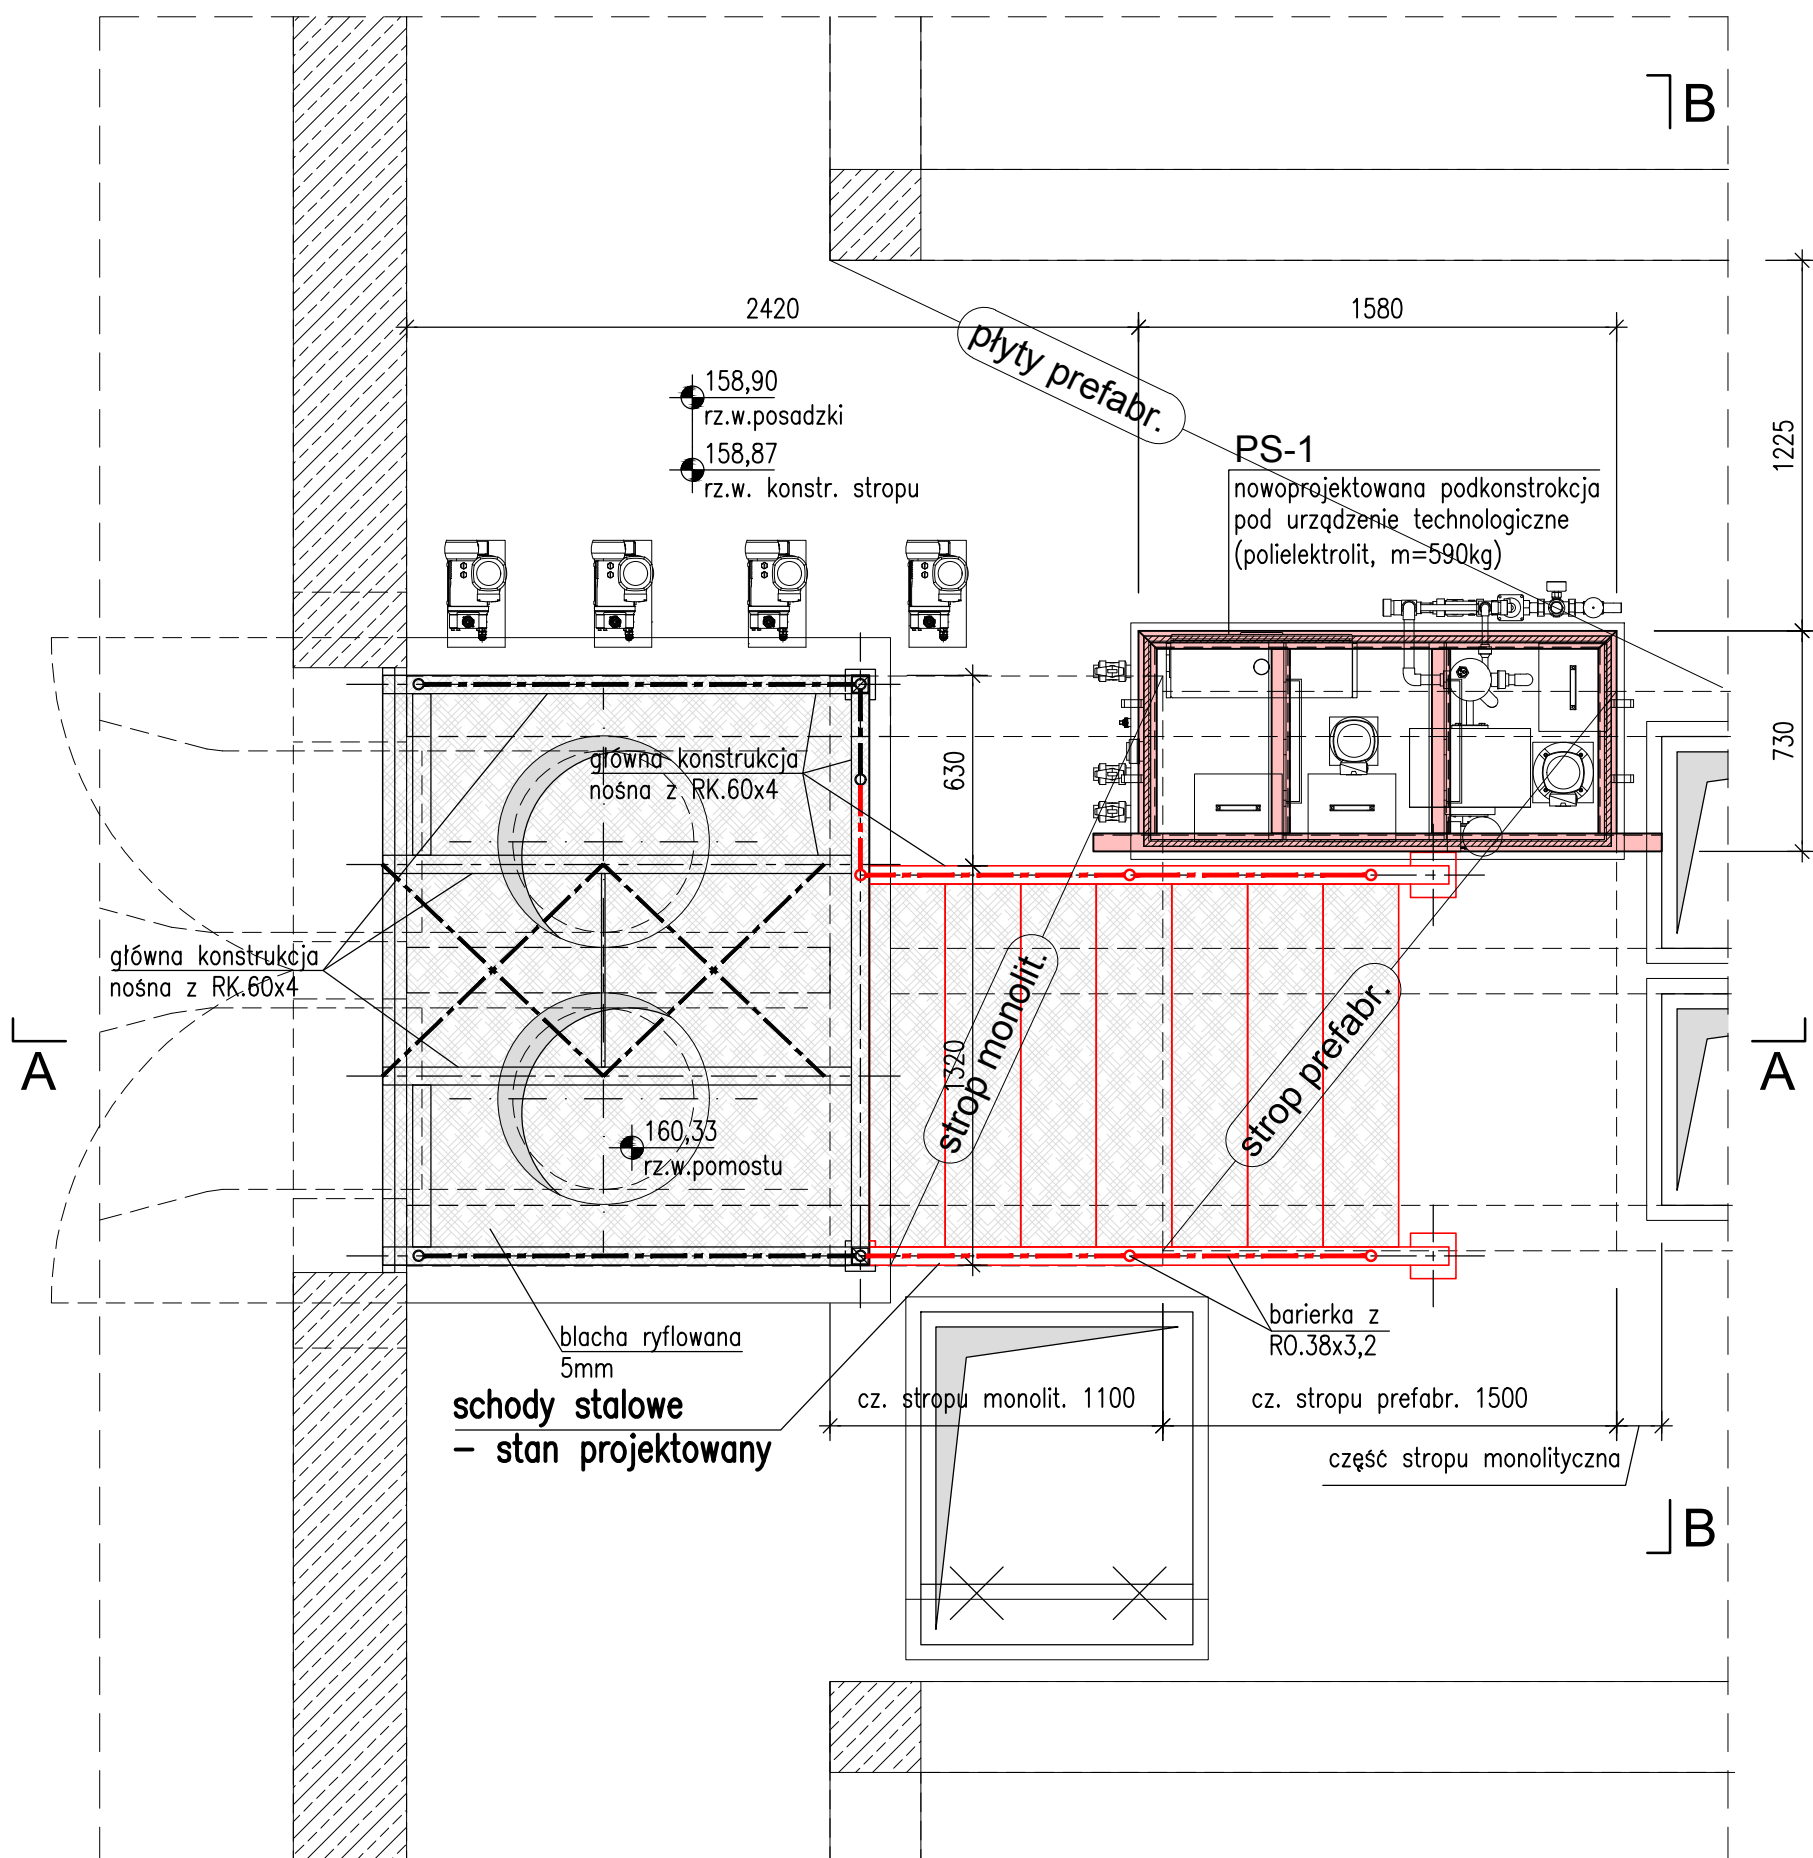 B
2420
1580
płyty prefabr.
158,90
rz.w.posadzki
158,87
rz.w. konstr. stropu
1225
PS-1
nowoprojektowana podkonstrokcja
pod urządzenie technologiczne
(polielektrolit, m=590kg)
730
630
główna konstrukcja
nośna z RK.60x4
główna konstrukcja
nośna z RK.60x4
strop monolit.
strop prefabr.
1320
A
A
160,33
rz.w.pomostu
blacha ryflowana
5mm
barierka z
RO.38x3,2
schody stalowe
– stan projektowany
cz. stropu monolit. 1100
cz. stropu prefabr. 1500
część stropu monolityczna
B